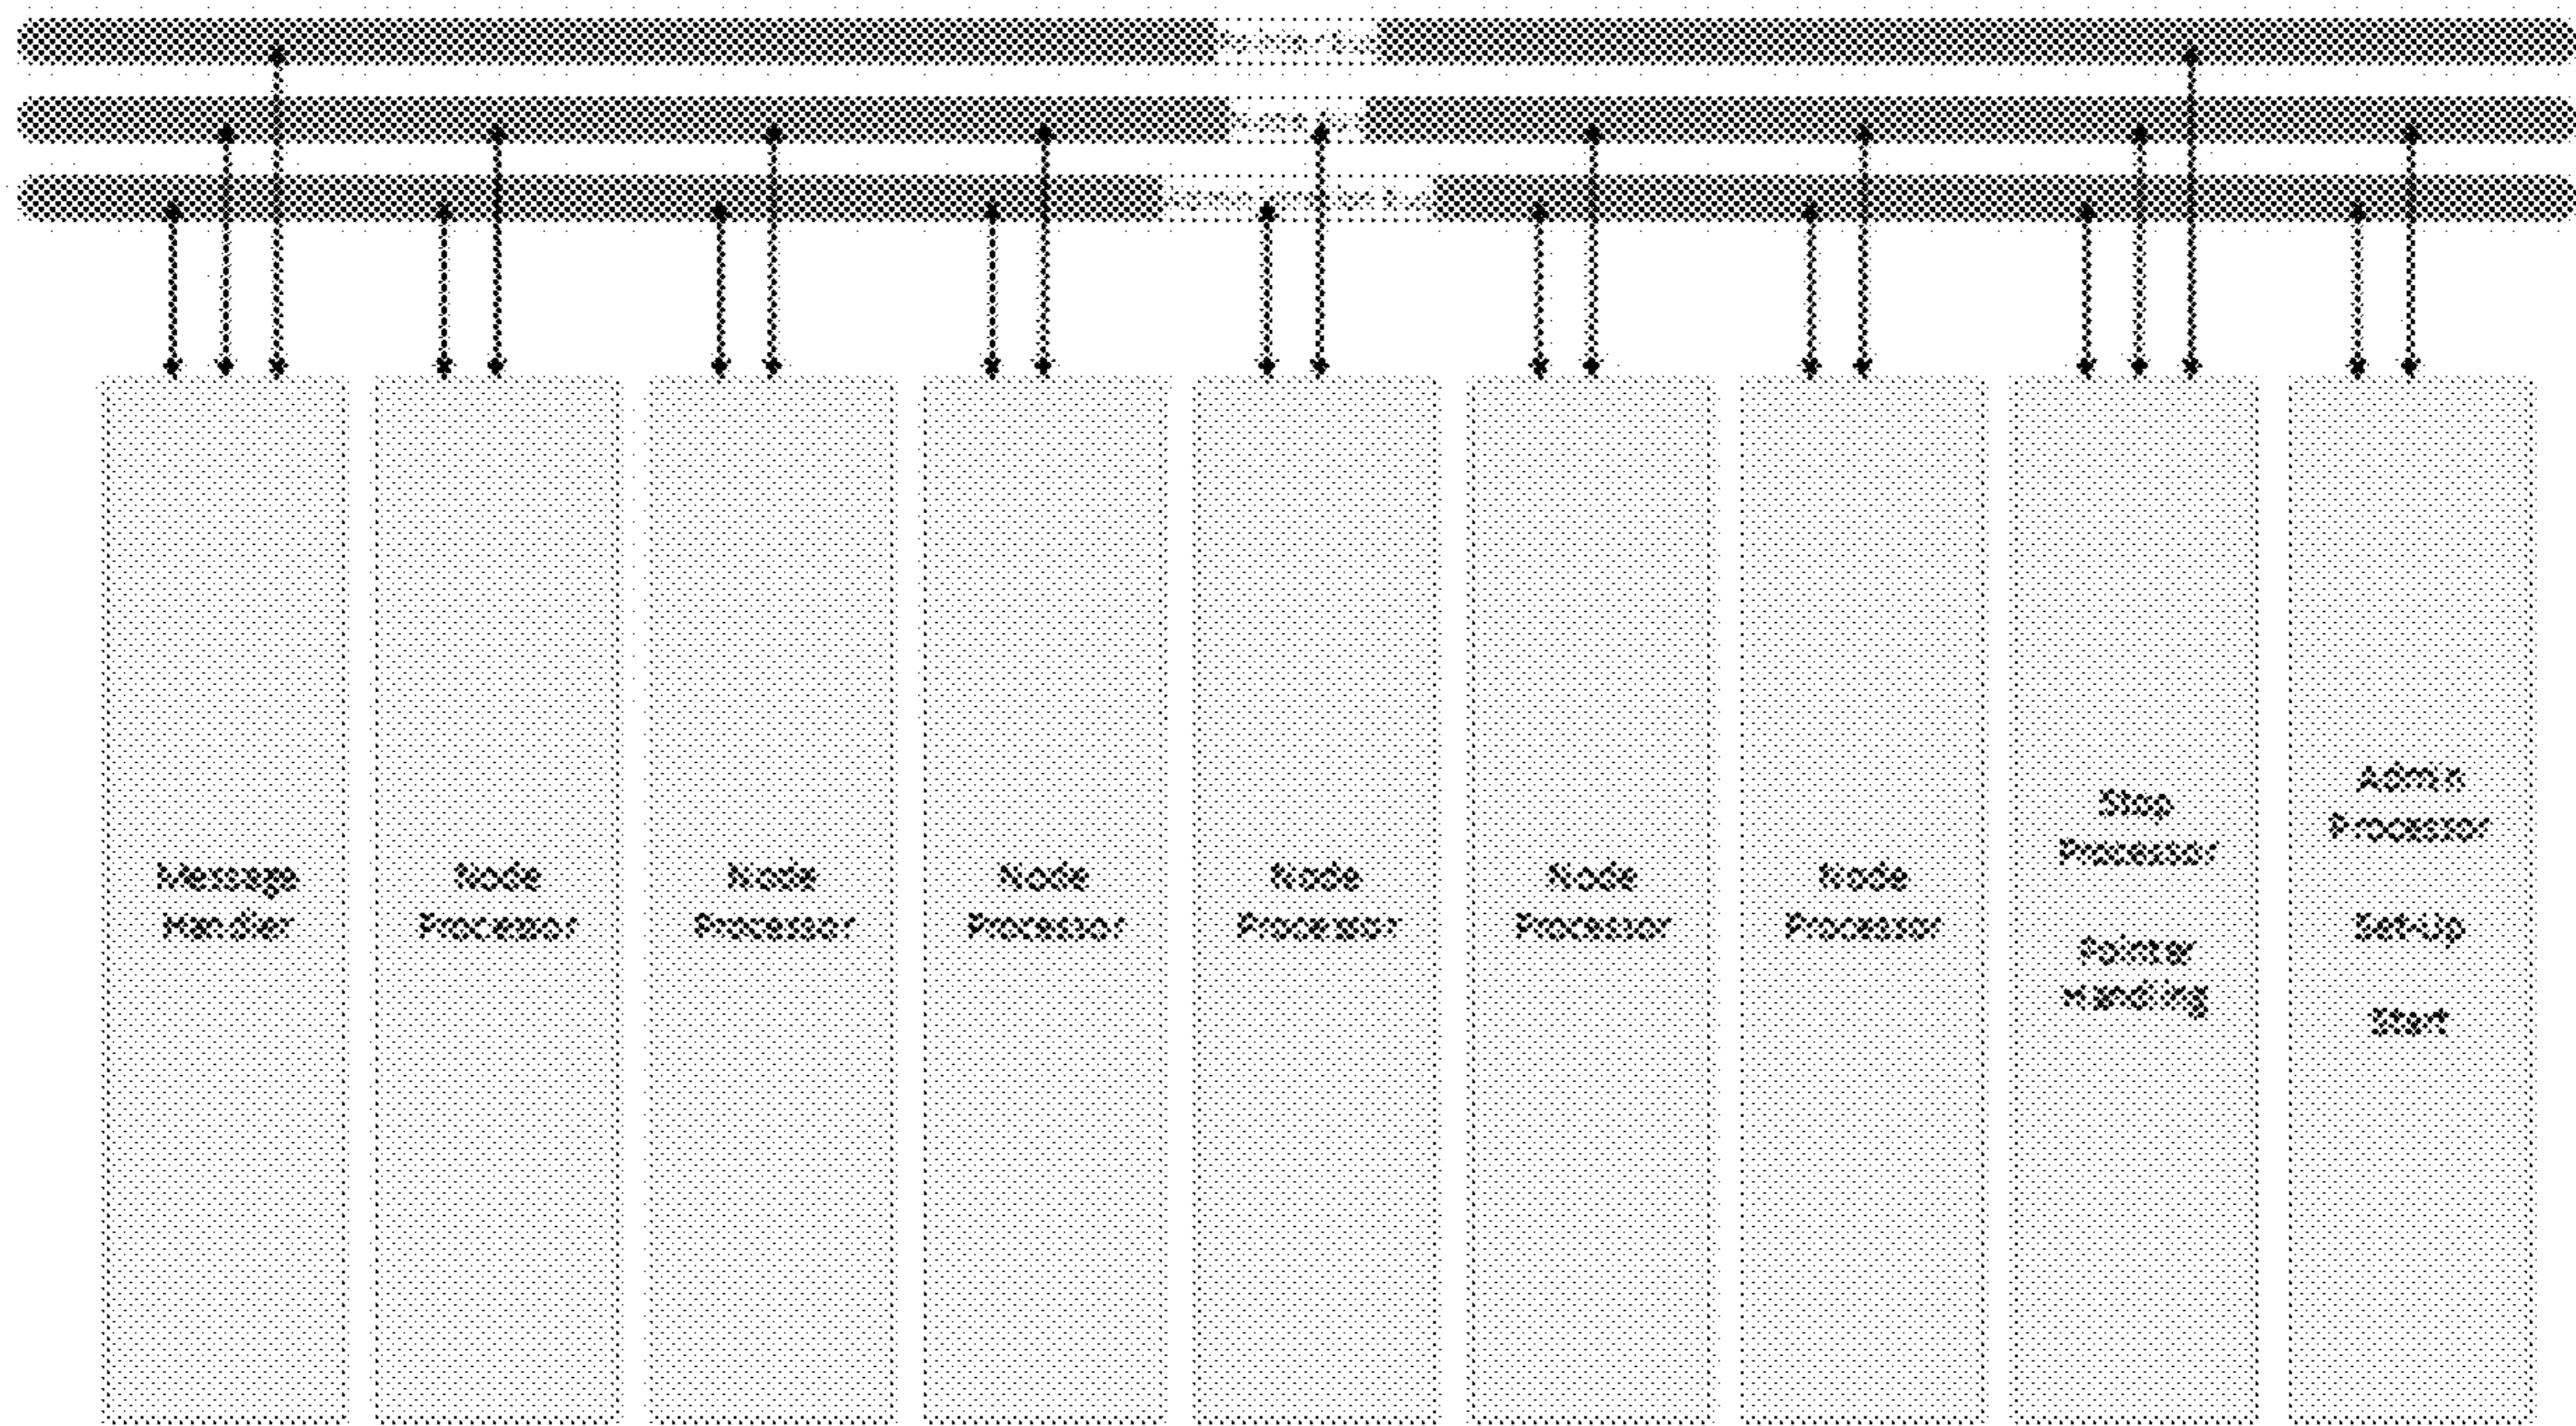 Message
Handler
Node
Processor
Node
Processor
Node
Processor
Node
Processor
Node
Processor
Node
Processor
Stop
Processor
Pointer
Handling
Admin
Processor
Set-up
Start